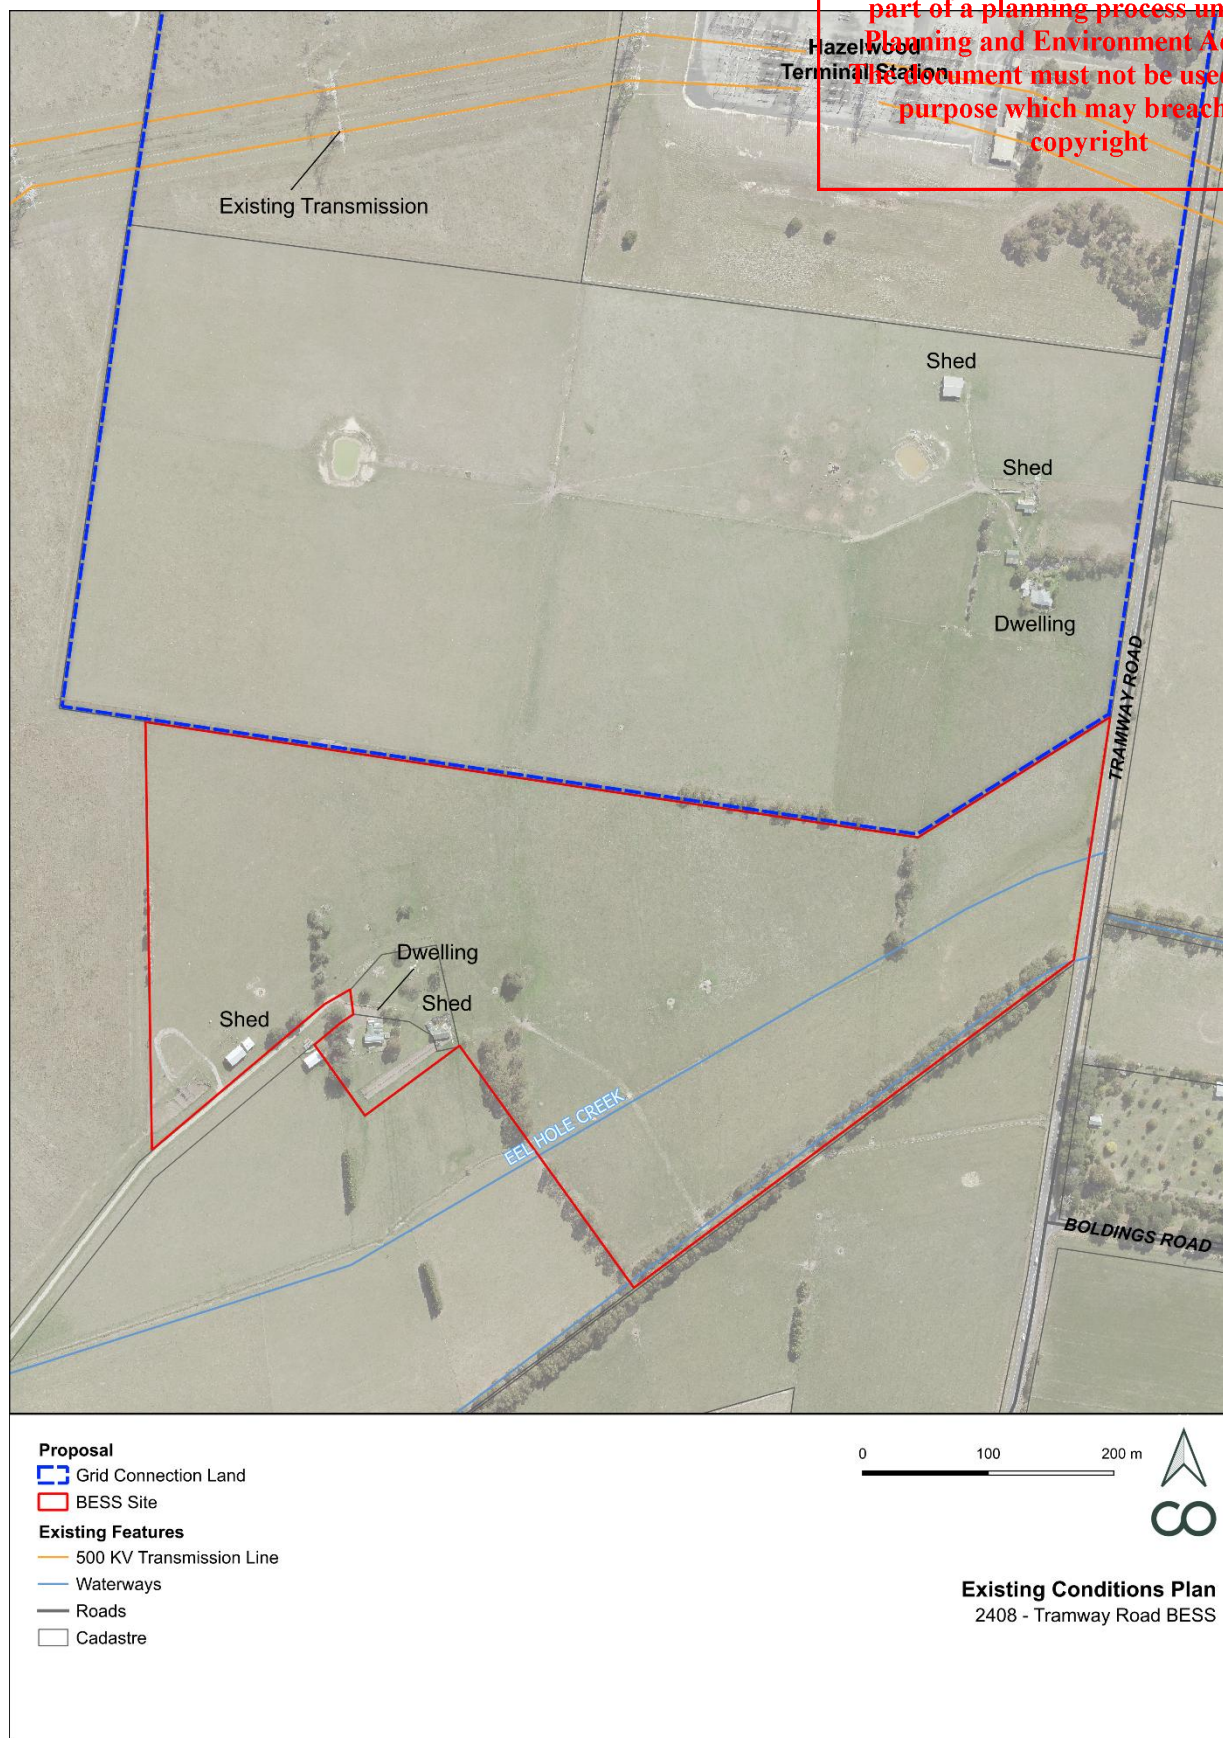 part of a planning process un
Planning and Environment Ac
The document must not be used
purpose which may breach
copyright
Hazelwood
Terminal Station
Existing Transmission
Shed
Shed
Dwelling
TRAMWAY ROAD
Dwelling
Shed
Shed
EEL HOLE CREEK
BOLDINGS ROAD
Proposal
Grid Connection Land
BESS Site
Existing Features
500 KV Transmission Line
Waterways
Roads
Cadastre
0 100 200 m
CO
Existing Conditions Plan
2408 - Tramway Road BESS